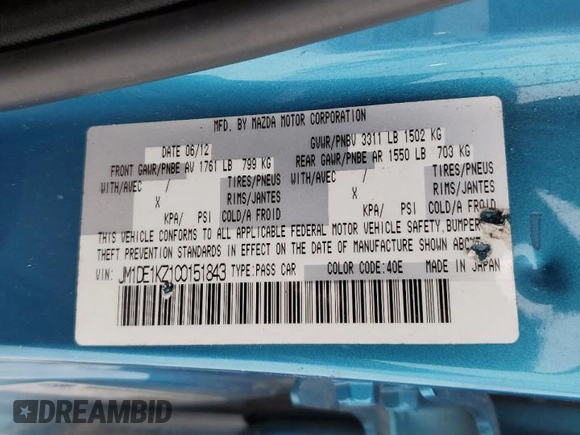 MFD. BY MAZDA MOTOR CORPORATION
DATE 06/12 GVWR/PNBV 3311 LB 1502 KG
FRONT GAWR/PNBE AV 1761 LB 799 KG REAR GAWR/PNBE AR 1550 LB 703 KG
WITH/AVEC / TIRES/PNEUS WITH/AVEC / TIRES/PNEUS
X RIMS/JANTES X RIMS/JANTES
KPA/ PSI COLD/A FROID KPA/ PSI COLD/A FROID
THIS VEHICLE CONFORMS TO ALL APPLICABLE FEDERAL MOTOR VEHICLE SAFETY, BUMPER
THEFT PREVENTION STANDARDS IN EFFECT ON THE DATE OF MANUFACTURE SHOWN ABOVE
VIN: JM1DE1KZ1C0151843 TYPE:PASS CAR COLOR CODE:40E MADE IN JAPAN
DREAMBID